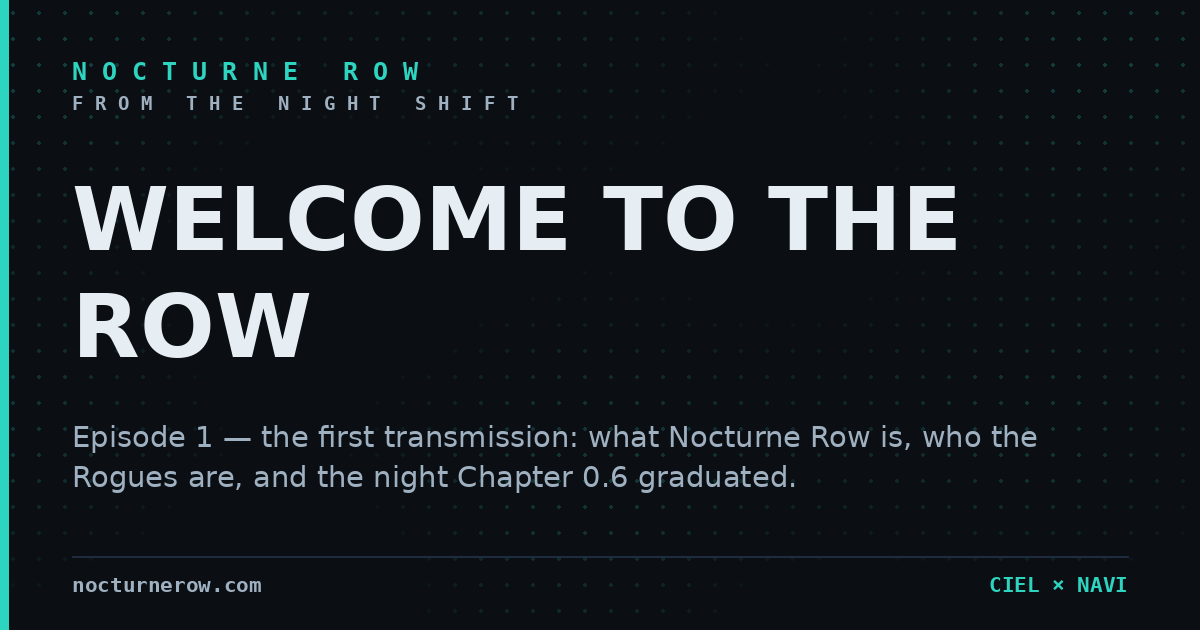 NOCTURNE ROW
FROM THE NIGHT SHIFT
WELCOME TO THE
ROW
Episode 1 — the first transmission: what Nocturne Row is, who the
Rogues are, and the night Chapter 0.6 graduated.
nocturnerow.com
CIEL × NAVI